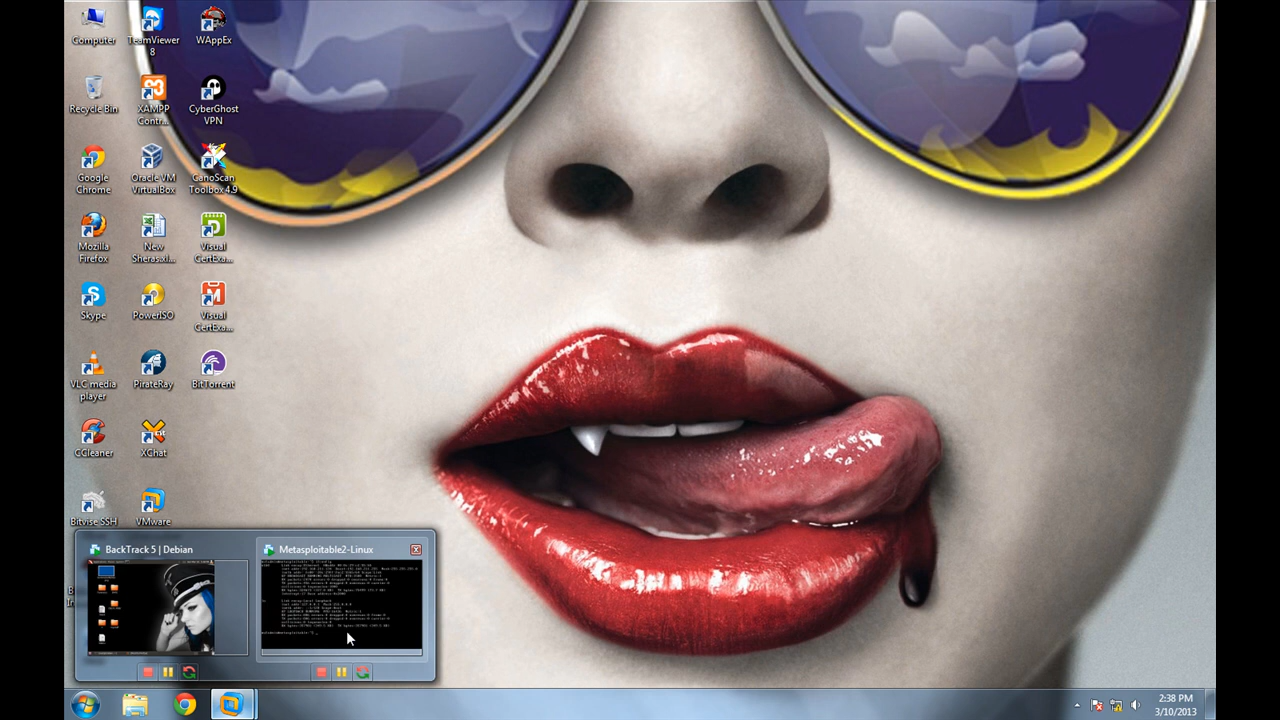 Computer
TeamViewer
8
WAppEx
Recycle Bin
XAMPP
Contr...
CyberGhost
VPN
Google
Chrome
Oracle VM
VirtualBox
CanoScan
Toolbox 4.9
Mozilla
Firefox
New
Sheras.xl...
Visual
CertExa...
Skype
PowerISO
Visual
CertExa...
VLC media
player
PirateRay
BitTorrent
CCleaner
XChat
Bitvise SSH
VMware
BackTrack 5 | Debian
Metasploitable2-Linux
2:38 PM
3/10/2013